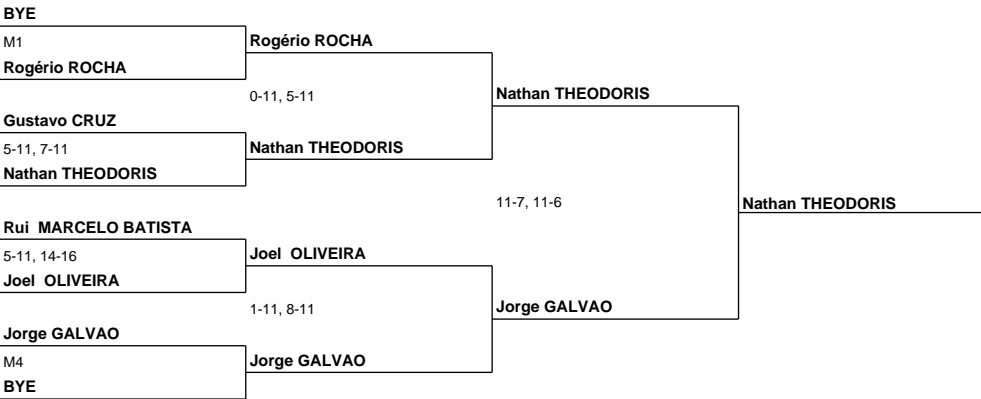 BYE
M1
Rogério ROCHA
Rogério ROCHA
0-11, 5-11
Gustavo CRUZ
5-11, 7-11
Nathan THEODORIS
Nathan THEODORIS
Nathan THEODORIS
11-7, 11-6
Nathan THEODORIS
Rui  MARCELO BATISTA
5-11, 14-16
Joel  OLIVEIRA
Joel  OLIVEIRA
1-11, 8-11
Jorge GALVAO
Jorge GALVAO
M4
BYE
Jorge GALVAO